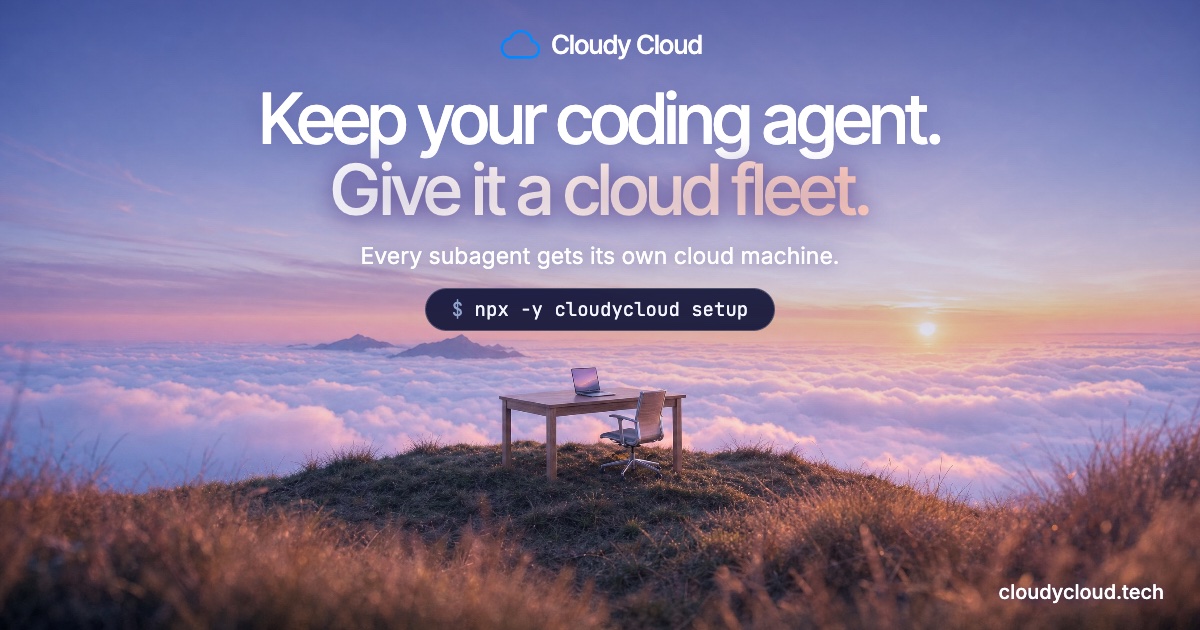 Cloudy Cloud
Keep your coding agent.
Give it a cloud fleet.
Every subagent gets its own cloud machine.
$ npx -y cloudycloud setup
cloudycloud.tech